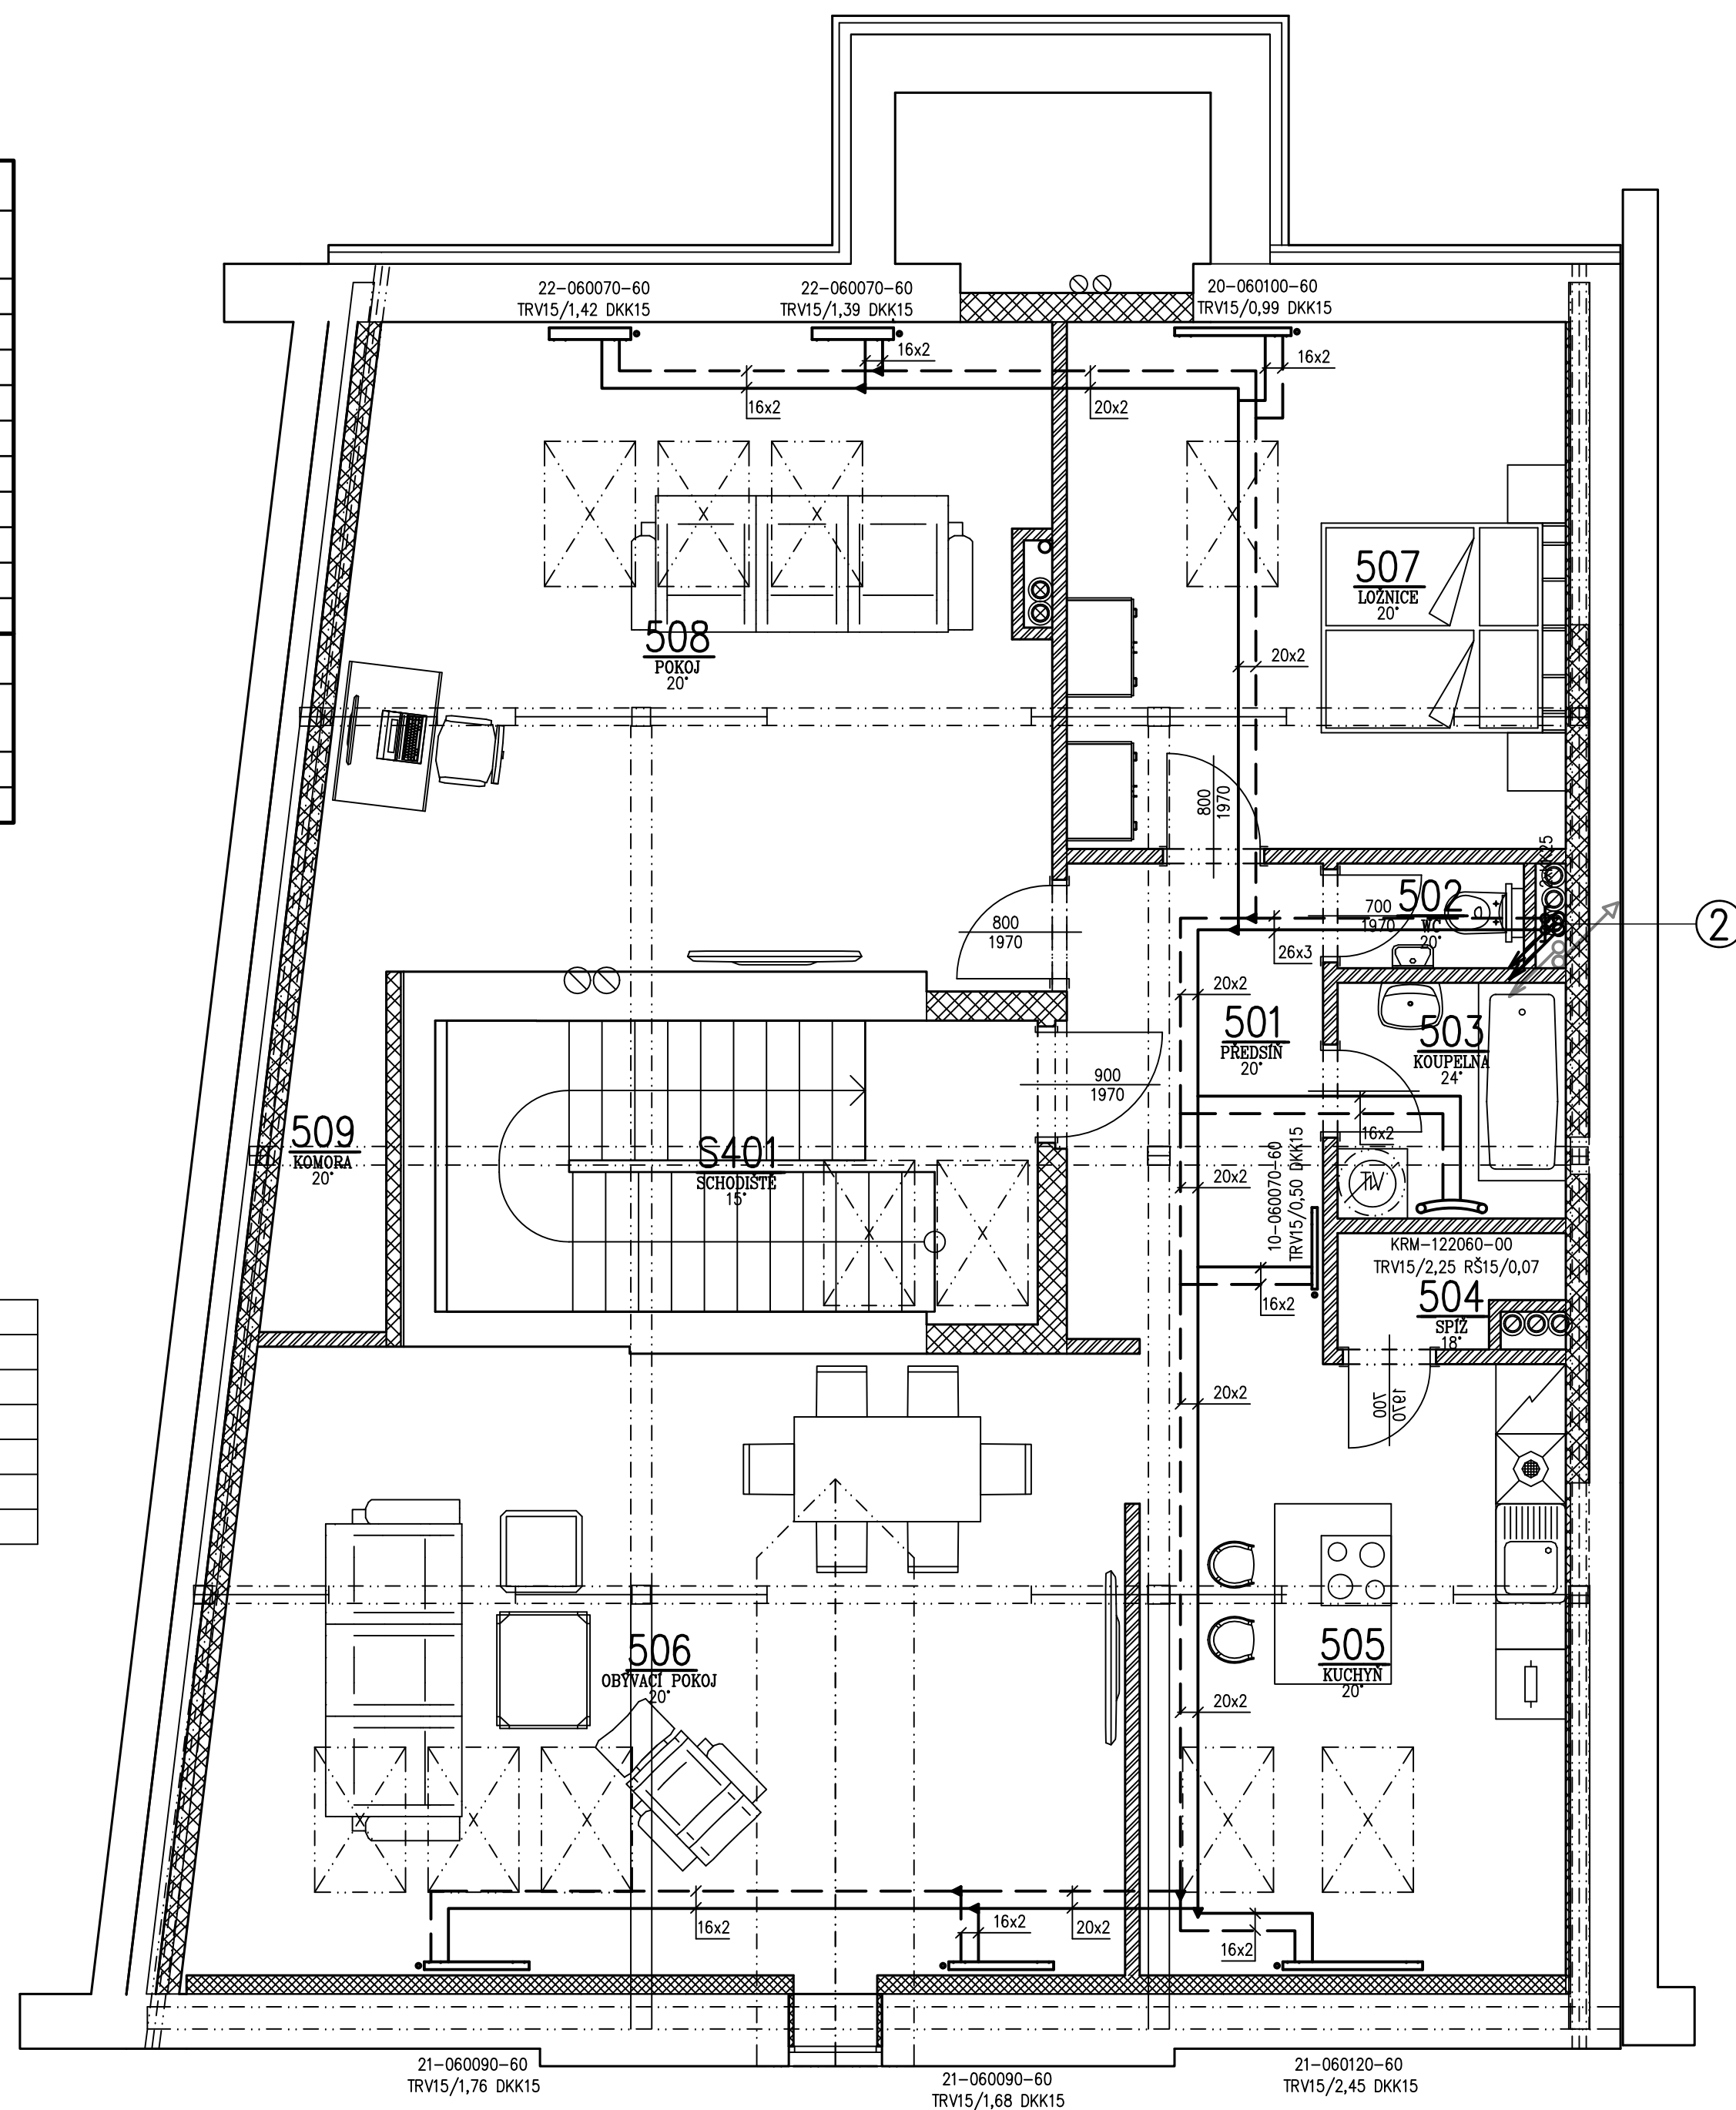 22-060070-60
TRV15/1,42 DKK15
22-060070-60
TRV15/1,39 DKK15
20-060100-60
TRV15/0,99 DKK15
16x2
16x2
16x2
20x2
507
LOŽNICE
20°
508
POKOJ
20°
20x2
800
1970
502
WC
20°
700
1970
800
1970
2
26x3
20x2
501
PŘEDSÍŇ
20°
503
KOUPELNA
24°
900
1970
16x2
509
KOMORA
20°
S401
SCHODIŠTĚ
15°
20x2
10-060070-60
TRV15/0,50 DKK15
TIV
KRM-122060-00
TRV15/2,25 RŠ15/0,07
504
SPÍŽ
18°
16x2
20x2
700
1970
506
OBÝVACÍ POKOJ
20°
505
KUCHYŇ
20°
20x2
16x2
16x2
20x2
16x2
21-060090-60
TRV15/1,76 DKK15
21-060090-60
TRV15/1,68 DKK15
21-060120-60
TRV15/2,45 DKK15